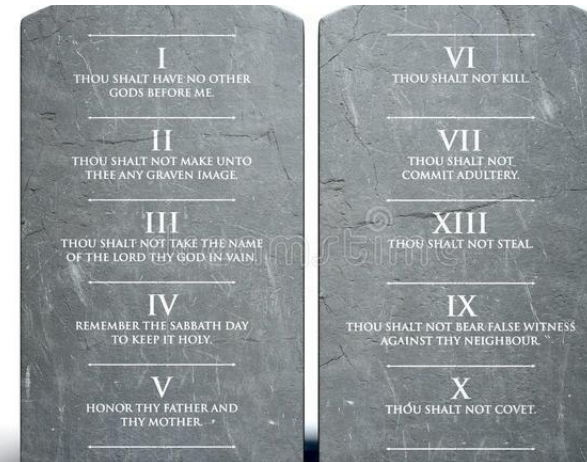 I
THOU SHALT HAVE NO OTHER
GODS BEFORE ME.
II
THOU SHALT NOT MAKE UNTO
THEE ANY GRAVEN IMAGE.
III
THOU SHALT NOT TAKE THE NAME
OF THE LORD THY GOD IN VAIN.
IV
REMEMBER THE SABBATH DAY
TO KEEP IT HOLY.
V
HONOR THY FATHER AND
THY MOTHER.
VI
THOU SHALT NOT KILL.
VII
THOU SHALT NOT
COMMIT ADULTERY.
XIII
THOU SHALT NOT STEAL.
IX
THOU SHALT NOT BEAR FALSE WITNESS
AGAINST THY NEIGHBOUR.
X
THOU SHALT NOT COVET.
dreamstime